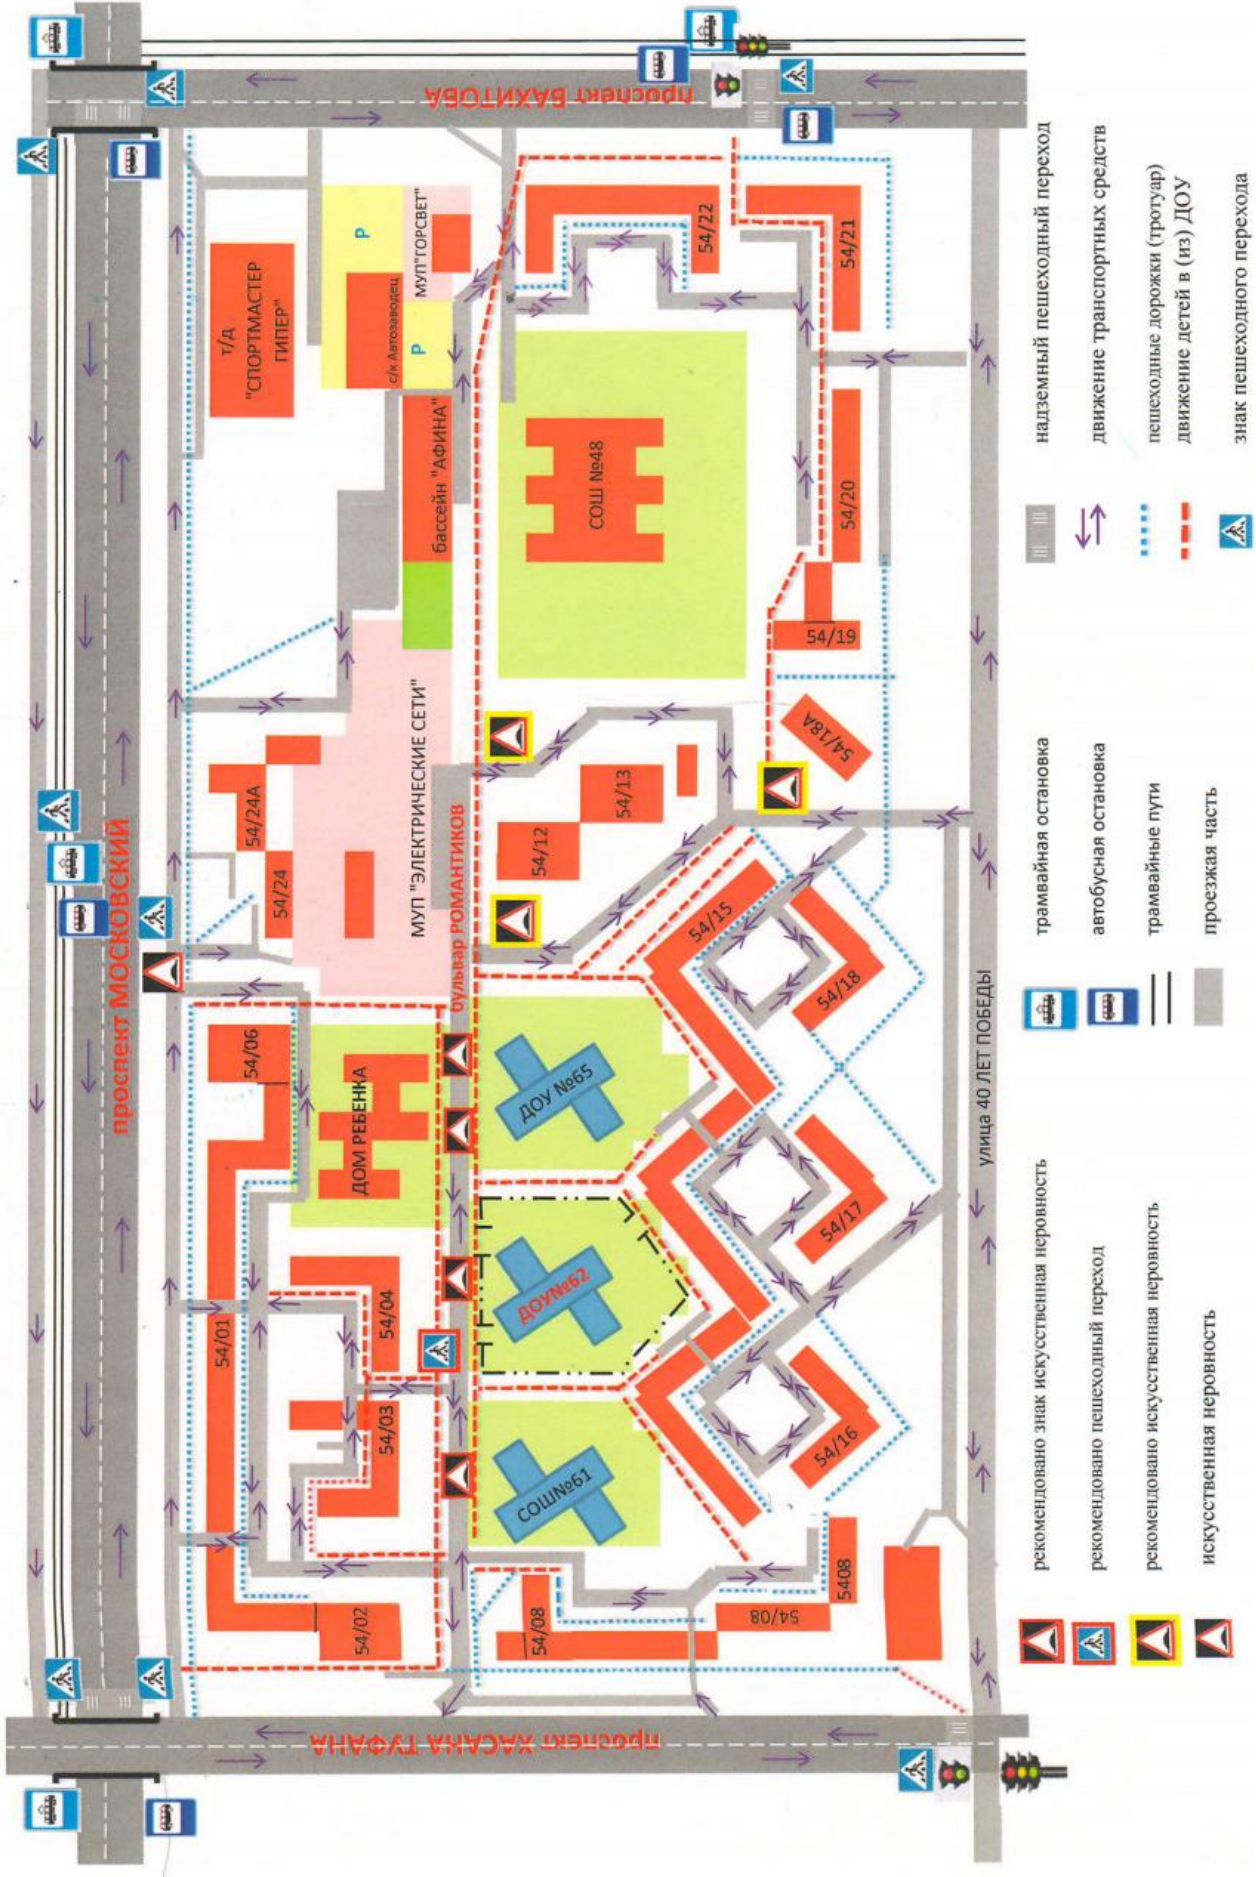 проспект МОСКОВСКИЙ
проспект ВАХИТОВА
проспект ХАСАНА ТУФАНА
улица 40 ЛЕТ ПОБЕДЫ
бульвар РОМАНТИКОВ
54/02
54/01
54/06
54/24
54/24А
т/д
"СПОРТМАСТЕР
ГИПЕР"
Р
Р
с/к Автозаводец
МУП"ГОРСВЕТ"
бассейн "АФИНА"
МУП "ЭЛЕКТРИЧЕСКИЕ СЕТИ"
ДОМ РЕБЕНКА
54/03
54/04
54/08
54/08
5408
СОШ№61
ДОУ№62
ДОУ №65
54/12
54/13
54/15
54/16
54/17
54/18
54/18А
54/19
54/20
54/21
54/22
СОШ №48
рекомендовано знак искусственная неровность
рекомендовано пешеходный переход
рекомендовано искусственная неровность
искусственная неровность
трамвайная остановка
автобусная остановка
трамвайные пути
проезжая часть
надземный пешеходный переход
движение транспортных средств
пешеходные дорожки (тротуар)
движение детей в (из) ДОУ
знак пешеходного перехода